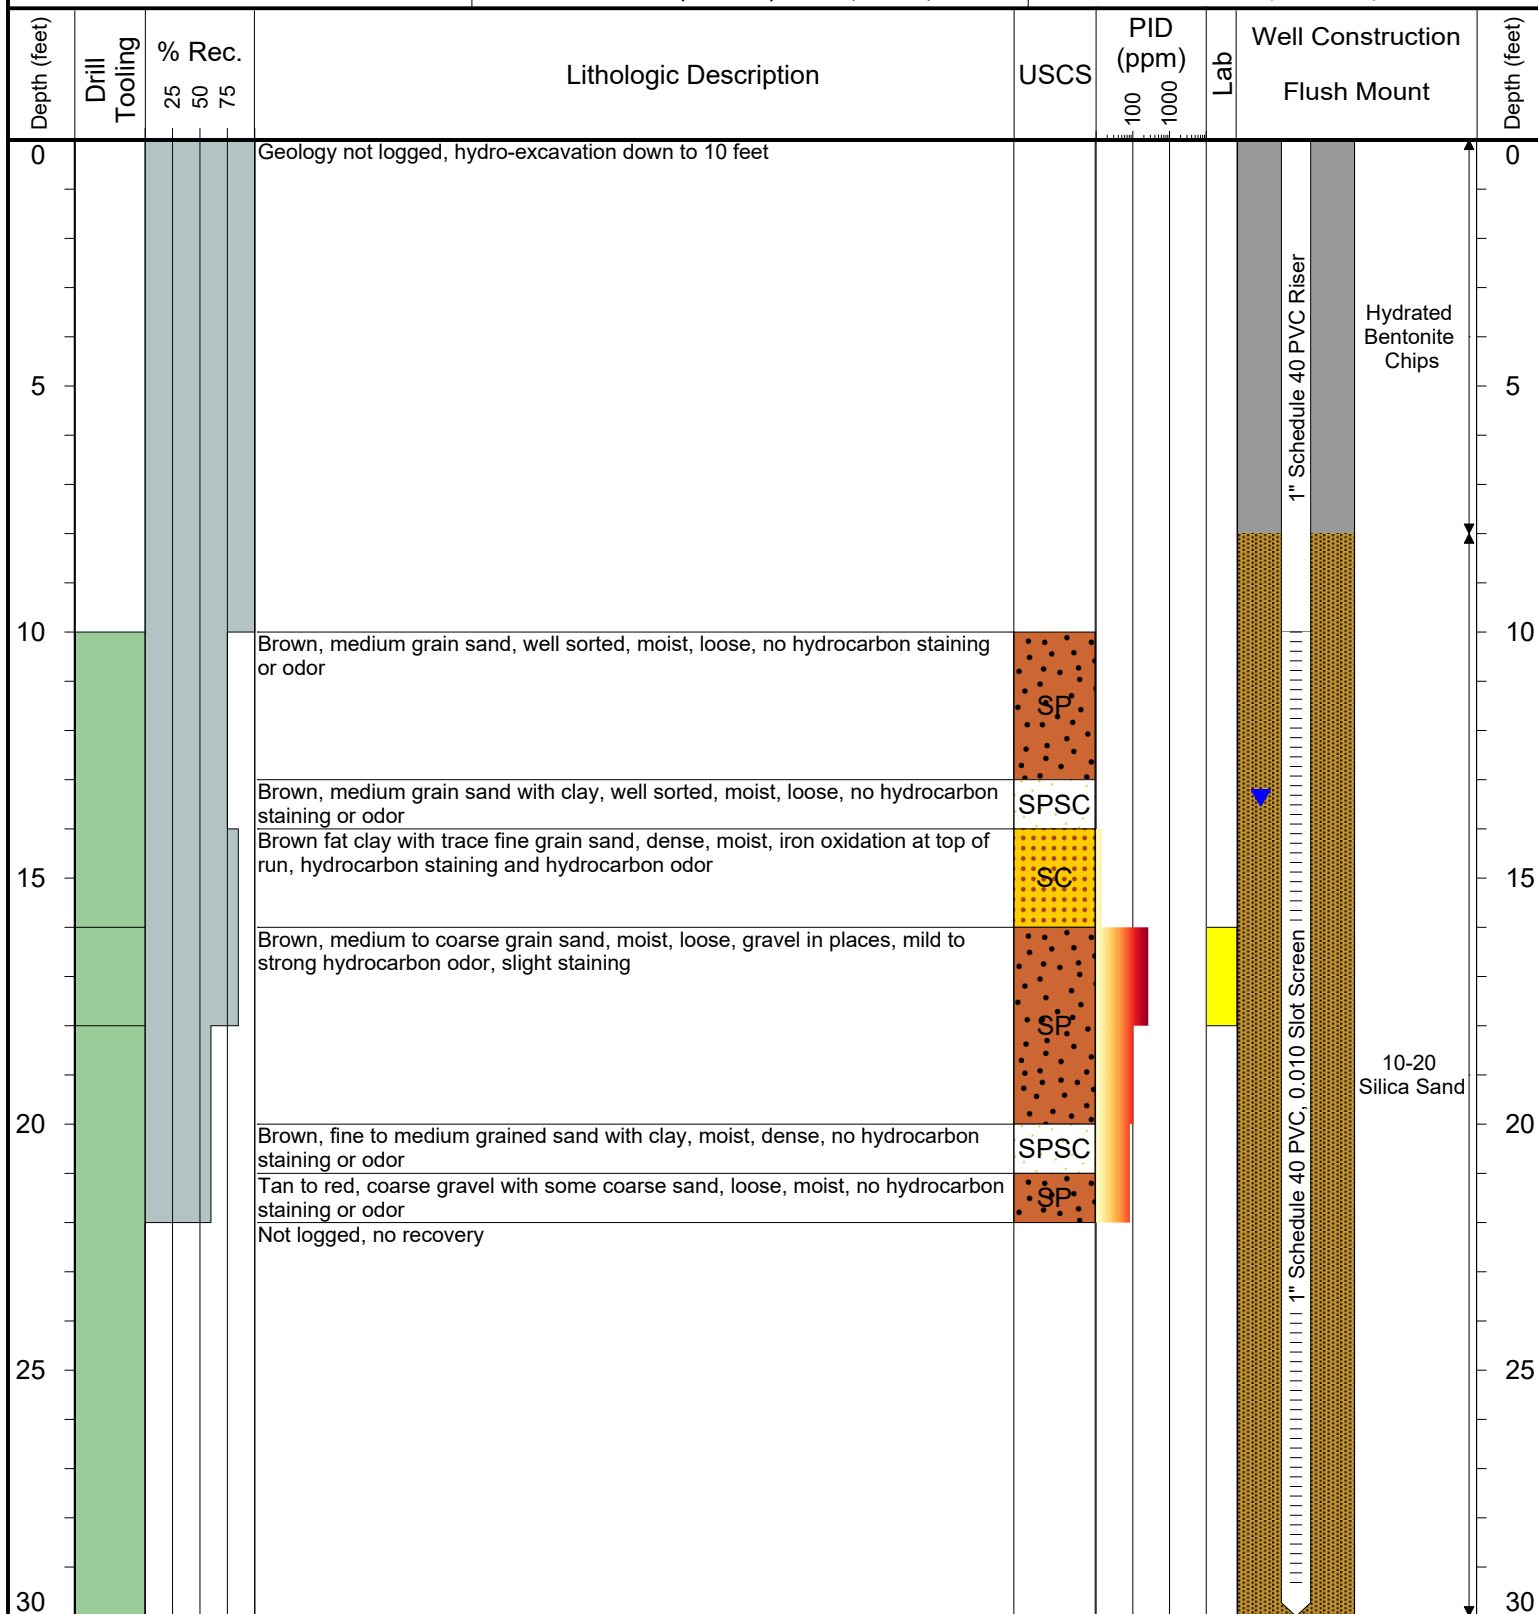 Depth (feet)
Drill
Tooling
% Rec.
25
50
75
Lithologic Description
USCS
PID
(ppm)
100
1000
Lab
Well Construction
Flush Mount
Depth (feet)
0
Geology not logged, hydro-excavation down to 10 feet
0
1" Schedule 40 PVC Riser
Hydrated
Bentonite
Chips
5
5
10
Brown, medium grain sand, well sorted, moist, loose, no hydrocarbon staining
or odor
SP
10
Brown, medium grain sand with clay, well sorted, moist, loose, no hydrocarbon
staining or odor
SPSC
Brown fat clay with trace fine grain sand, dense, moist, iron oxidation at top of
run, hydrocarbon staining and hydrocarbon odor
SC
15
15
Brown, medium to coarse grain sand, moist, loose, gravel in places, mild to
strong hydrocarbon odor, slight staining
SP
1" Schedule 40 PVC, 0.010 Slot Screen
10-20
Silica Sand
20
20
Brown, fine to medium grained sand with clay, moist, dense, no hydrocarbon
staining or odor
SPSC
Tan to red, coarse gravel with some coarse sand, loose, moist, no hydrocarbon
staining or odor
SP
Not logged, no recovery
25
25
30
30